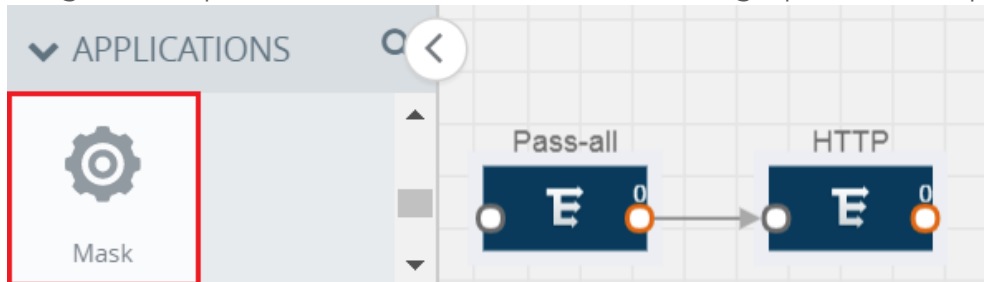 APPLICATIONS
Mask
Pass-all
0
HTTP
0